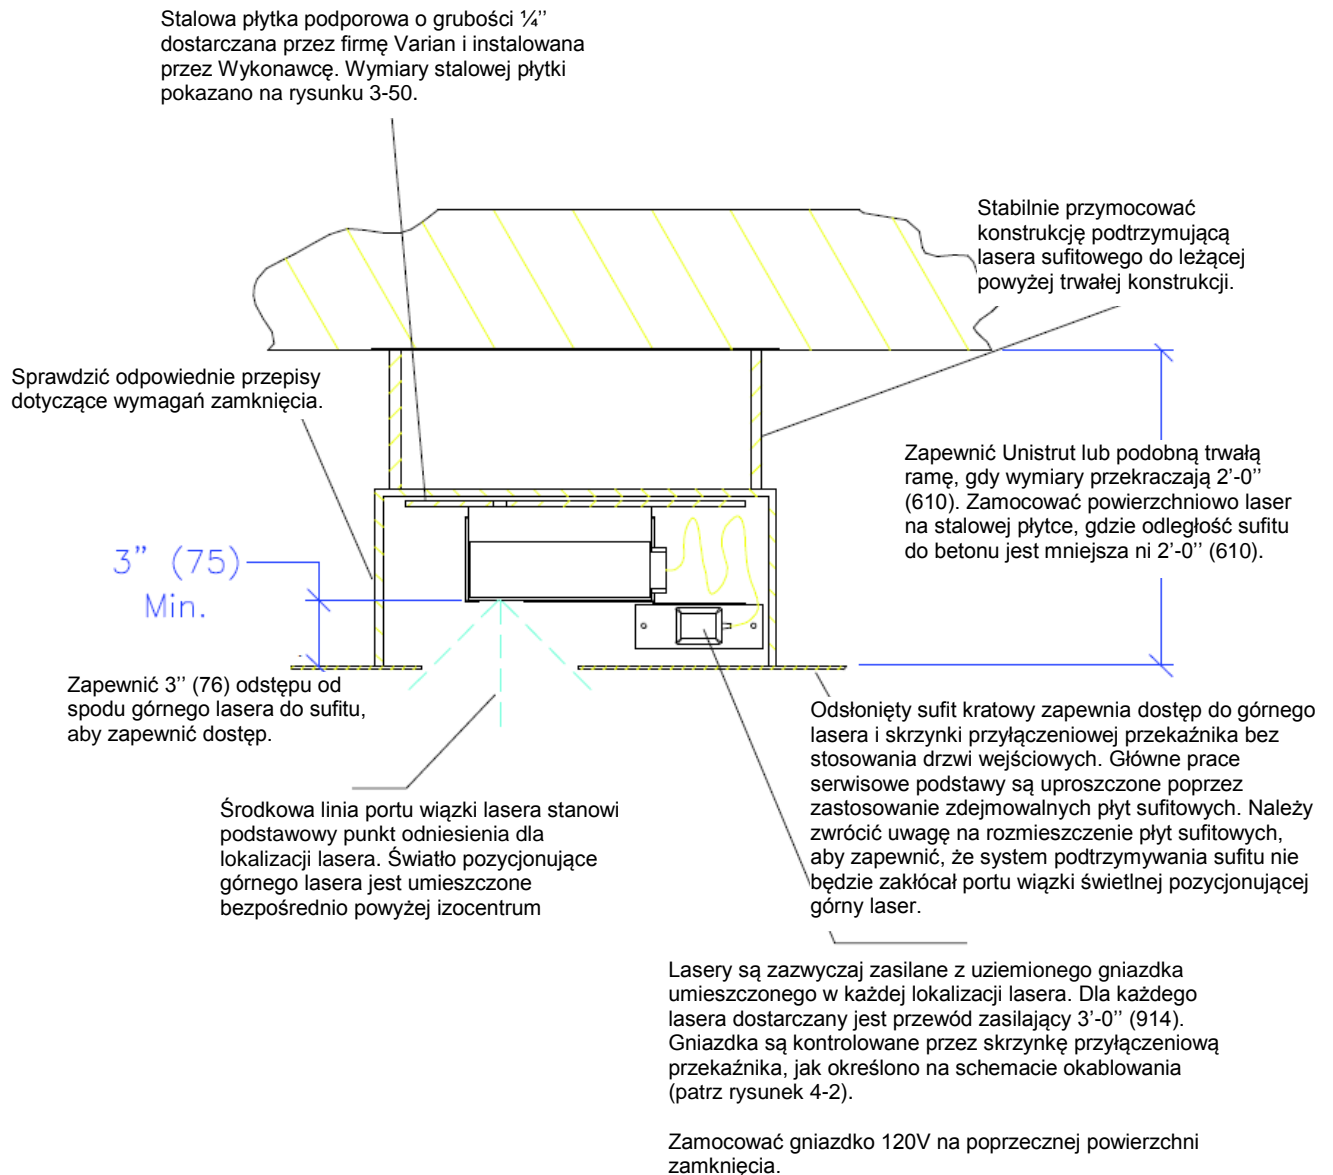 Stalowa płytka podporowa o grubości ¼’’
dostarczana przez firmę Varian i instalowana
przez Wykonawcę. Wymiary stalowej płytki
pokazano na rysunku 3-50.
Stabilnie przymocować
konstrukcję podtrzymującą
lasera sufitowego do leżącej
powyżej trwałej konstrukcji.
Sprawdzić odpowiednie przepisy
dotyczące wymagań zamknięcia.
Zapewnić Unistrut lub podobną trwałą
ramę, gdy wymiary przekraczają 2’-0’’
(610). Zamocować powierzchniowo laser
na stalowej płytce, gdzie odległość sufitu
do betonu jest mniejsza ni 2’-0’’ (610).
3” (75)
Min.
Zapewnić 3’’ (76) odstępu od
spodu górnego lasera do sufitu,
aby zapewnić dostęp.
Środkowa linia portu wiązki lasera stanowi
podstawowy punkt odniesienia dla
lokalizacji lasera. Światło pozycjonujące
górnego lasera jest umieszczone
bezpośrednio powyżej izocentrum
Odsłonięty sufit kratowy zapewnia dostęp do górnego
lasera i skrzynki przyłączeniowej przekaźnika bez
stosowania drzwi wejściowych. Główne prace
serwisowe podstawy są uproszczone poprzez
zastosowanie zdejmowalnych płyt sufitowych. Należy
zwrócić uwagę na rozmieszczenie płyt sufitowych,
aby zapewnić, że system podtrzymywania sufitu nie
będzie zakłócał portu wiązki świetlnej pozycjonującej
górny laser.
Lasery są zazwyczaj zasilane z uziemionego gniazdka
umieszczonego w każdej lokalizacji lasera. Dla każdego
lasera dostarczany jest przewód zasilający 3’-0’’ (914).
Gniazdka są kontrolowane przez skrzynkę przyłączeniową
przekaźnika, jak określono na schemacie okablowania
(patrz rysunek 4-2).
Zamocować gniazdko 120V na poprzecznej powierzchni
zamknięcia.